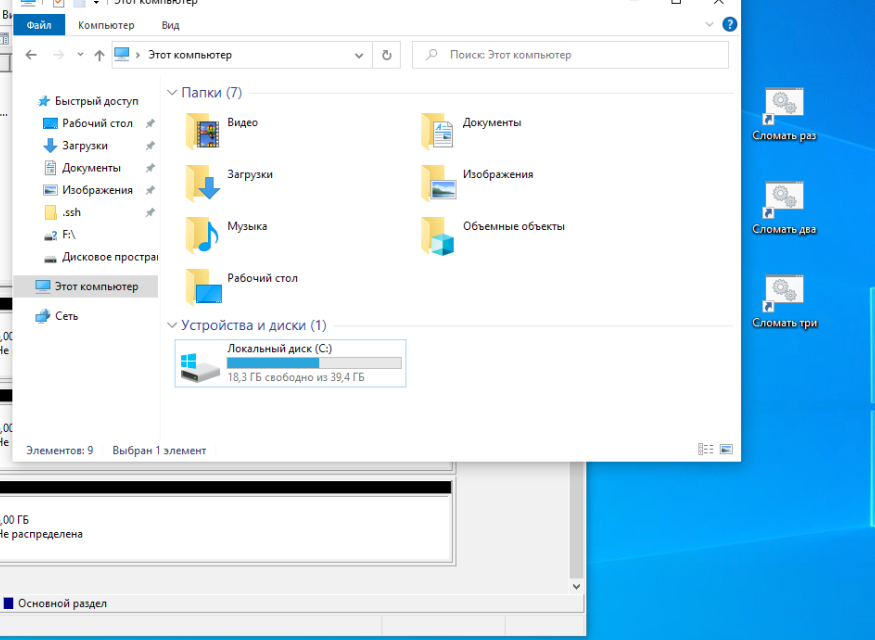 Этот компьютер
Файл
Компьютер
Вид
Этот компьютер
Поиск: Этот компьютер
Быстрый доступ
Рабочий стол
Загрузки
Документы
Изображения
.ssh
F:\
Дисковое простра
Этот компьютер
Сеть
Папки (7)
Видео
Документы
Загрузки
Изображения
Музыка
Объемные объекты
Рабочий стол
Устройства и диски (1)
Локальный диск (C:)
18,3 ГБ свободно из 39,4 ГБ
Элементов: 9
Выбран 1 элемент
Сломать раз
Сломать два
Сломать три
,00 ГБ
Не распределена
Основной раздел